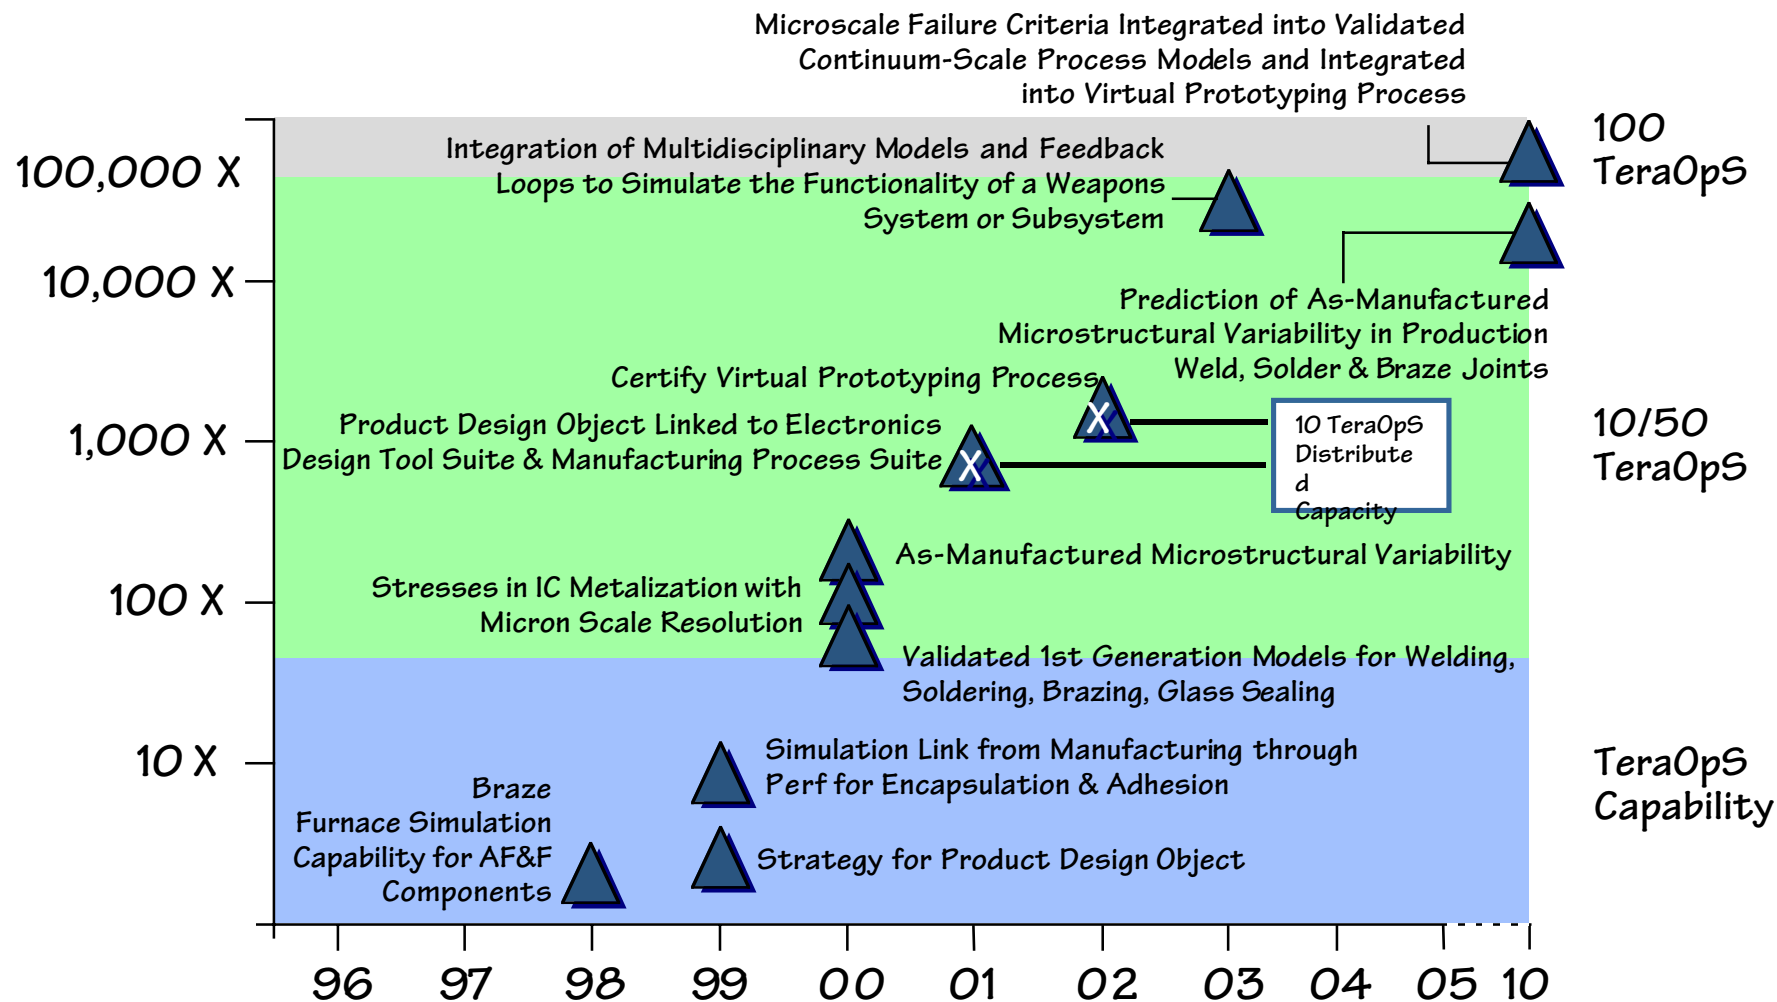 Microscale Failure Criteria Integrated into Validated
Continuum-Scale Process Models and Integrated
into Virtual Prototyping Process
100,000 X
Integration of Multidisciplinary Models and Feedback
Loops to Simulate the Functionality of a Weapons
System or Subsystem
100
TeraOpS
10,000 X
Prediction of As-Manufactured
Microstructural Variability in Production
Weld, Solder & Braze Joints
Certify Virtual Prototyping Process
X
1,000 X
Product Design Object Linked to Electronics
Design Tool Suite & Manufacturing Process Suite
X
10 TeraOpS
Distribute
d
Capacity
10/50
TeraOpS
As-Manufactured Microstructural Variability
100 X
Stresses in IC Metalization with
Micron Scale Resolution
Validated 1st Generation Models for Welding,
Soldering, Brazing, Glass Sealing
10 X
Simulation Link from Manufacturing through
Perf for Encapsulation & Adhesion
TeraOpS
Capability
Braze
Furnace Simulation
Capability for AF&F
Components
Strategy for Product Design Object
96 97 98 99 00 01 02 03 04 05 10